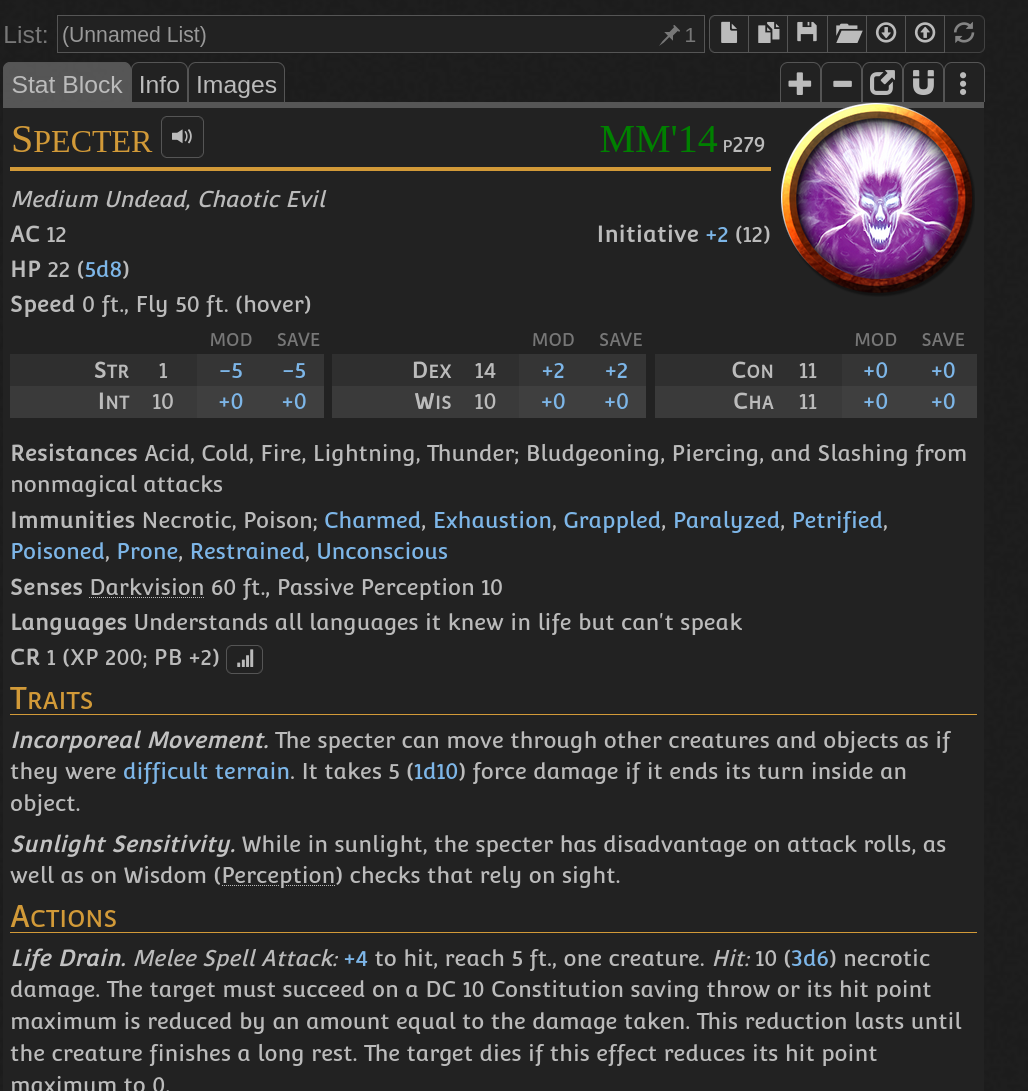 List: (Unnamed List) 1
Stat Block Info Images
SPECTER MM'14 P279
Medium Undead, Chaotic Evil
AC 12 Initiative +2 (12)
HP 22 (5d8)
Speed 0 ft., Fly 50 ft. (hover)
MOD SAVE MOD SAVE MOD SAVE
STR 1 −5 −5 DEX 14 +2 +2 CON 11 +0 +0
INT 10 +0 +0 WIS 10 +0 +0 CHA 11 +0 +0
Resistances Acid, Cold, Fire, Lightning, Thunder; Bludgeoning, Piercing, and Slashing from
nonmagical attacks
Immunities Necrotic, Poison; Charmed, Exhaustion, Grappled, Paralyzed, Petrified,
Poisoned, Prone, Restrained, Unconscious
Senses Darkvision 60 ft., Passive Perception 10
Languages Understands all languages it knew in life but can't speak
CR 1 (XP 200; PB +2)
TRAITS
Incorporeal Movement. The specter can move through other creatures and objects as if
they were difficult terrain. It takes 5 (1d10) force damage if it ends its turn inside an
object.
Sunlight Sensitivity. While in sunlight, the specter has disadvantage on attack rolls, as
well as on Wisdom (Perception) checks that rely on sight.
ACTIONS
Life Drain. Melee Spell Attack: +4 to hit, reach 5 ft., one creature. Hit: 10 (3d6) necrotic
damage. The target must succeed on a DC 10 Constitution saving throw or its hit point
maximum is reduced by an amount equal to the damage taken. This reduction lasts until
the creature finishes a long rest. The target dies if this effect reduces its hit point
maximum to 0.